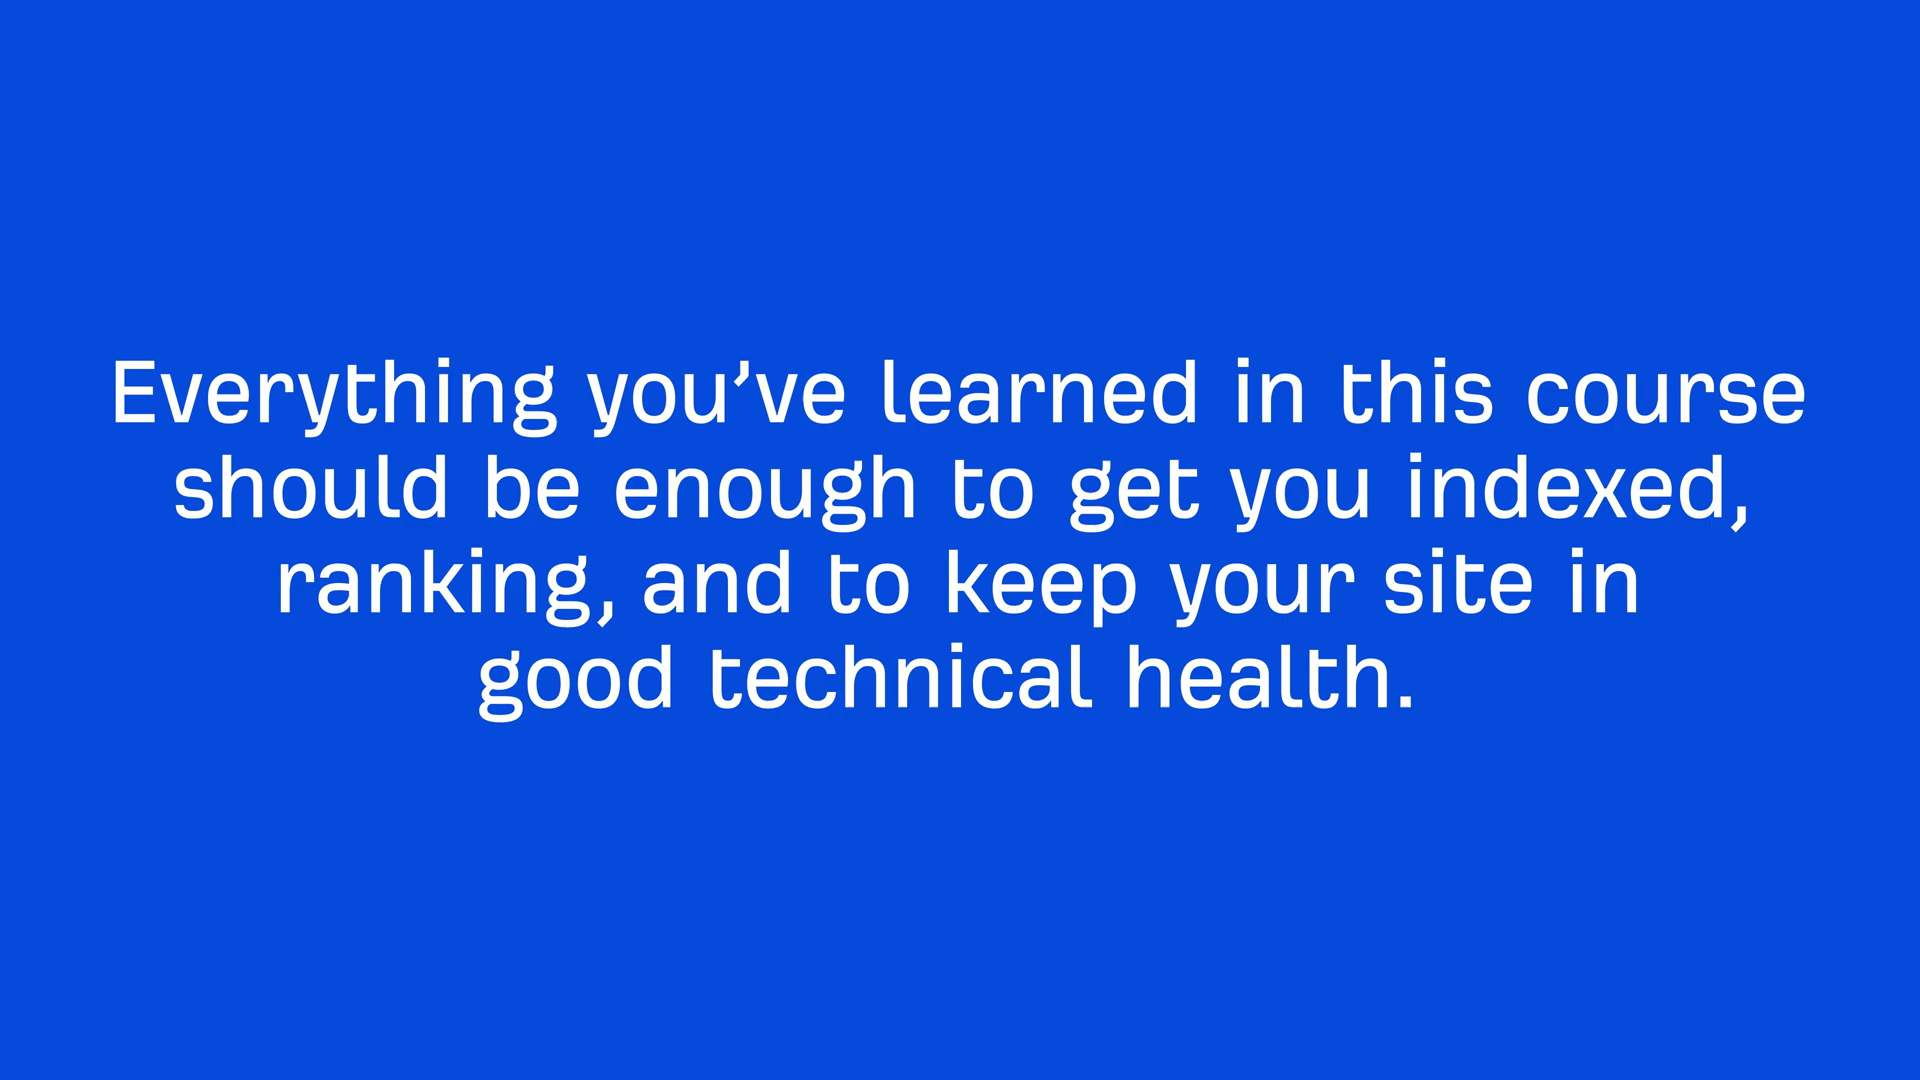 Everything you’ve learned in this course
should be enough to get you indexed,
ranking, and to keep your site in
good technical health.